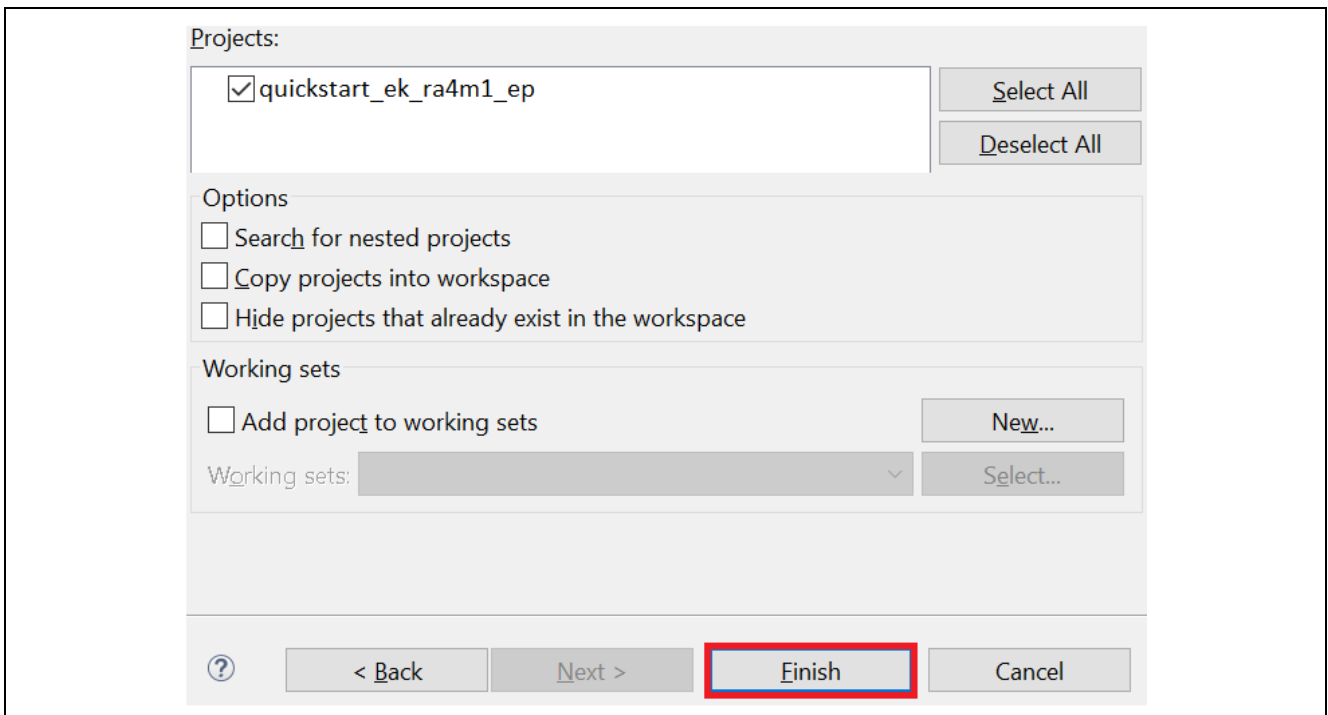 Projects:
quickstart_ek_ra4m1_ep
Select All
Deselect All
Options
Search for nested projects
Copy projects into workspace
Hide projects that already exist in the workspace
Working sets
Add project to working sets
New...
Working sets:
Select...
?
< Back
Next >
Finish
Cancel